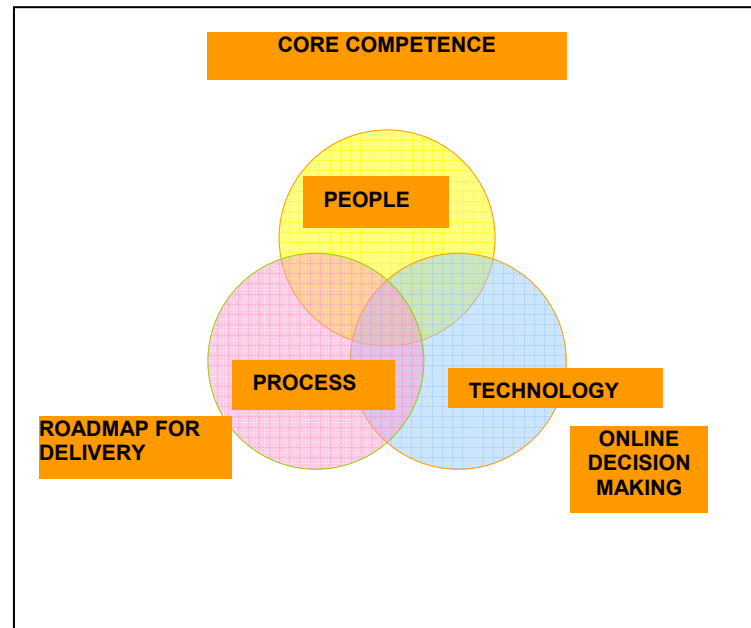 CORE COMPETENCE
PEOPLE
PROCESS
TECHNOLOGY
ROADMAP FOR
DELIVERY
ONLINE
DECISION
MAKING